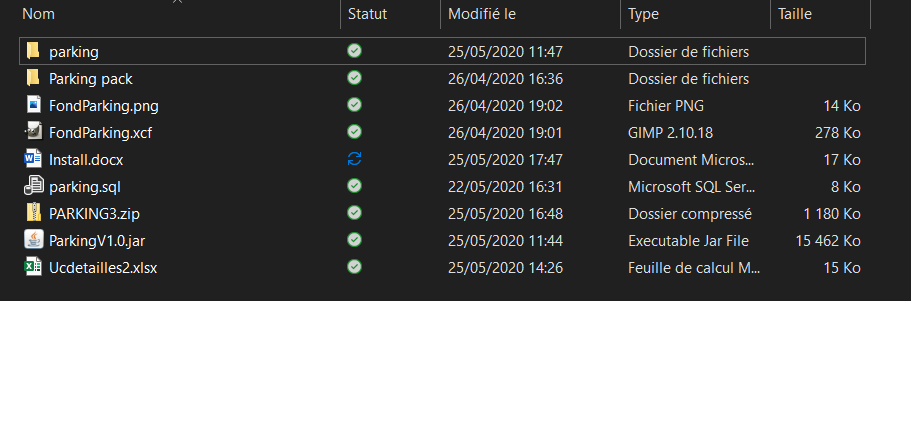 Nom Statut Modifié le Type Taille
parking 25/05/2020 11:47 Dossier de fichiers
Parking pack 26/04/2020 16:36 Dossier de fichiers
FondParking.png 26/04/2020 19:02 Fichier PNG 14 Ko
FondParking.xcf 26/04/2020 19:01 GIMP 2.10.18 278 Ko
Install.docx 25/05/2020 17:47 Document Micros... 17 Ko
parking.sql 22/05/2020 16:31 Microsoft SQL Ser... 8 Ko
PARKING3.zip 25/05/2020 16:48 Dossier compressé 1 180 Ko
ParkingV1.0.jar 25/05/2020 11:44 Executable Jar File 15 462 Ko
Ucdetailles2.xlsx 25/05/2020 14:26 Feuille de calcul M... 15 Ko